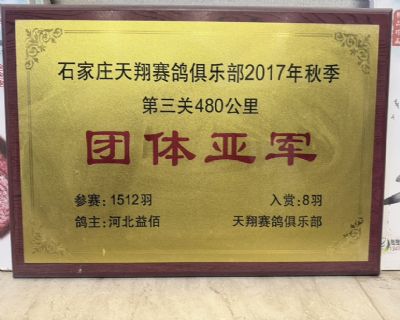 石家庄天翔赛鸽俱乐部2017年秋季
第三关480公里
团体亚军
参赛:1512羽 入赏:8羽
鸽主:河北益佰 天翔赛鸽俱乐部